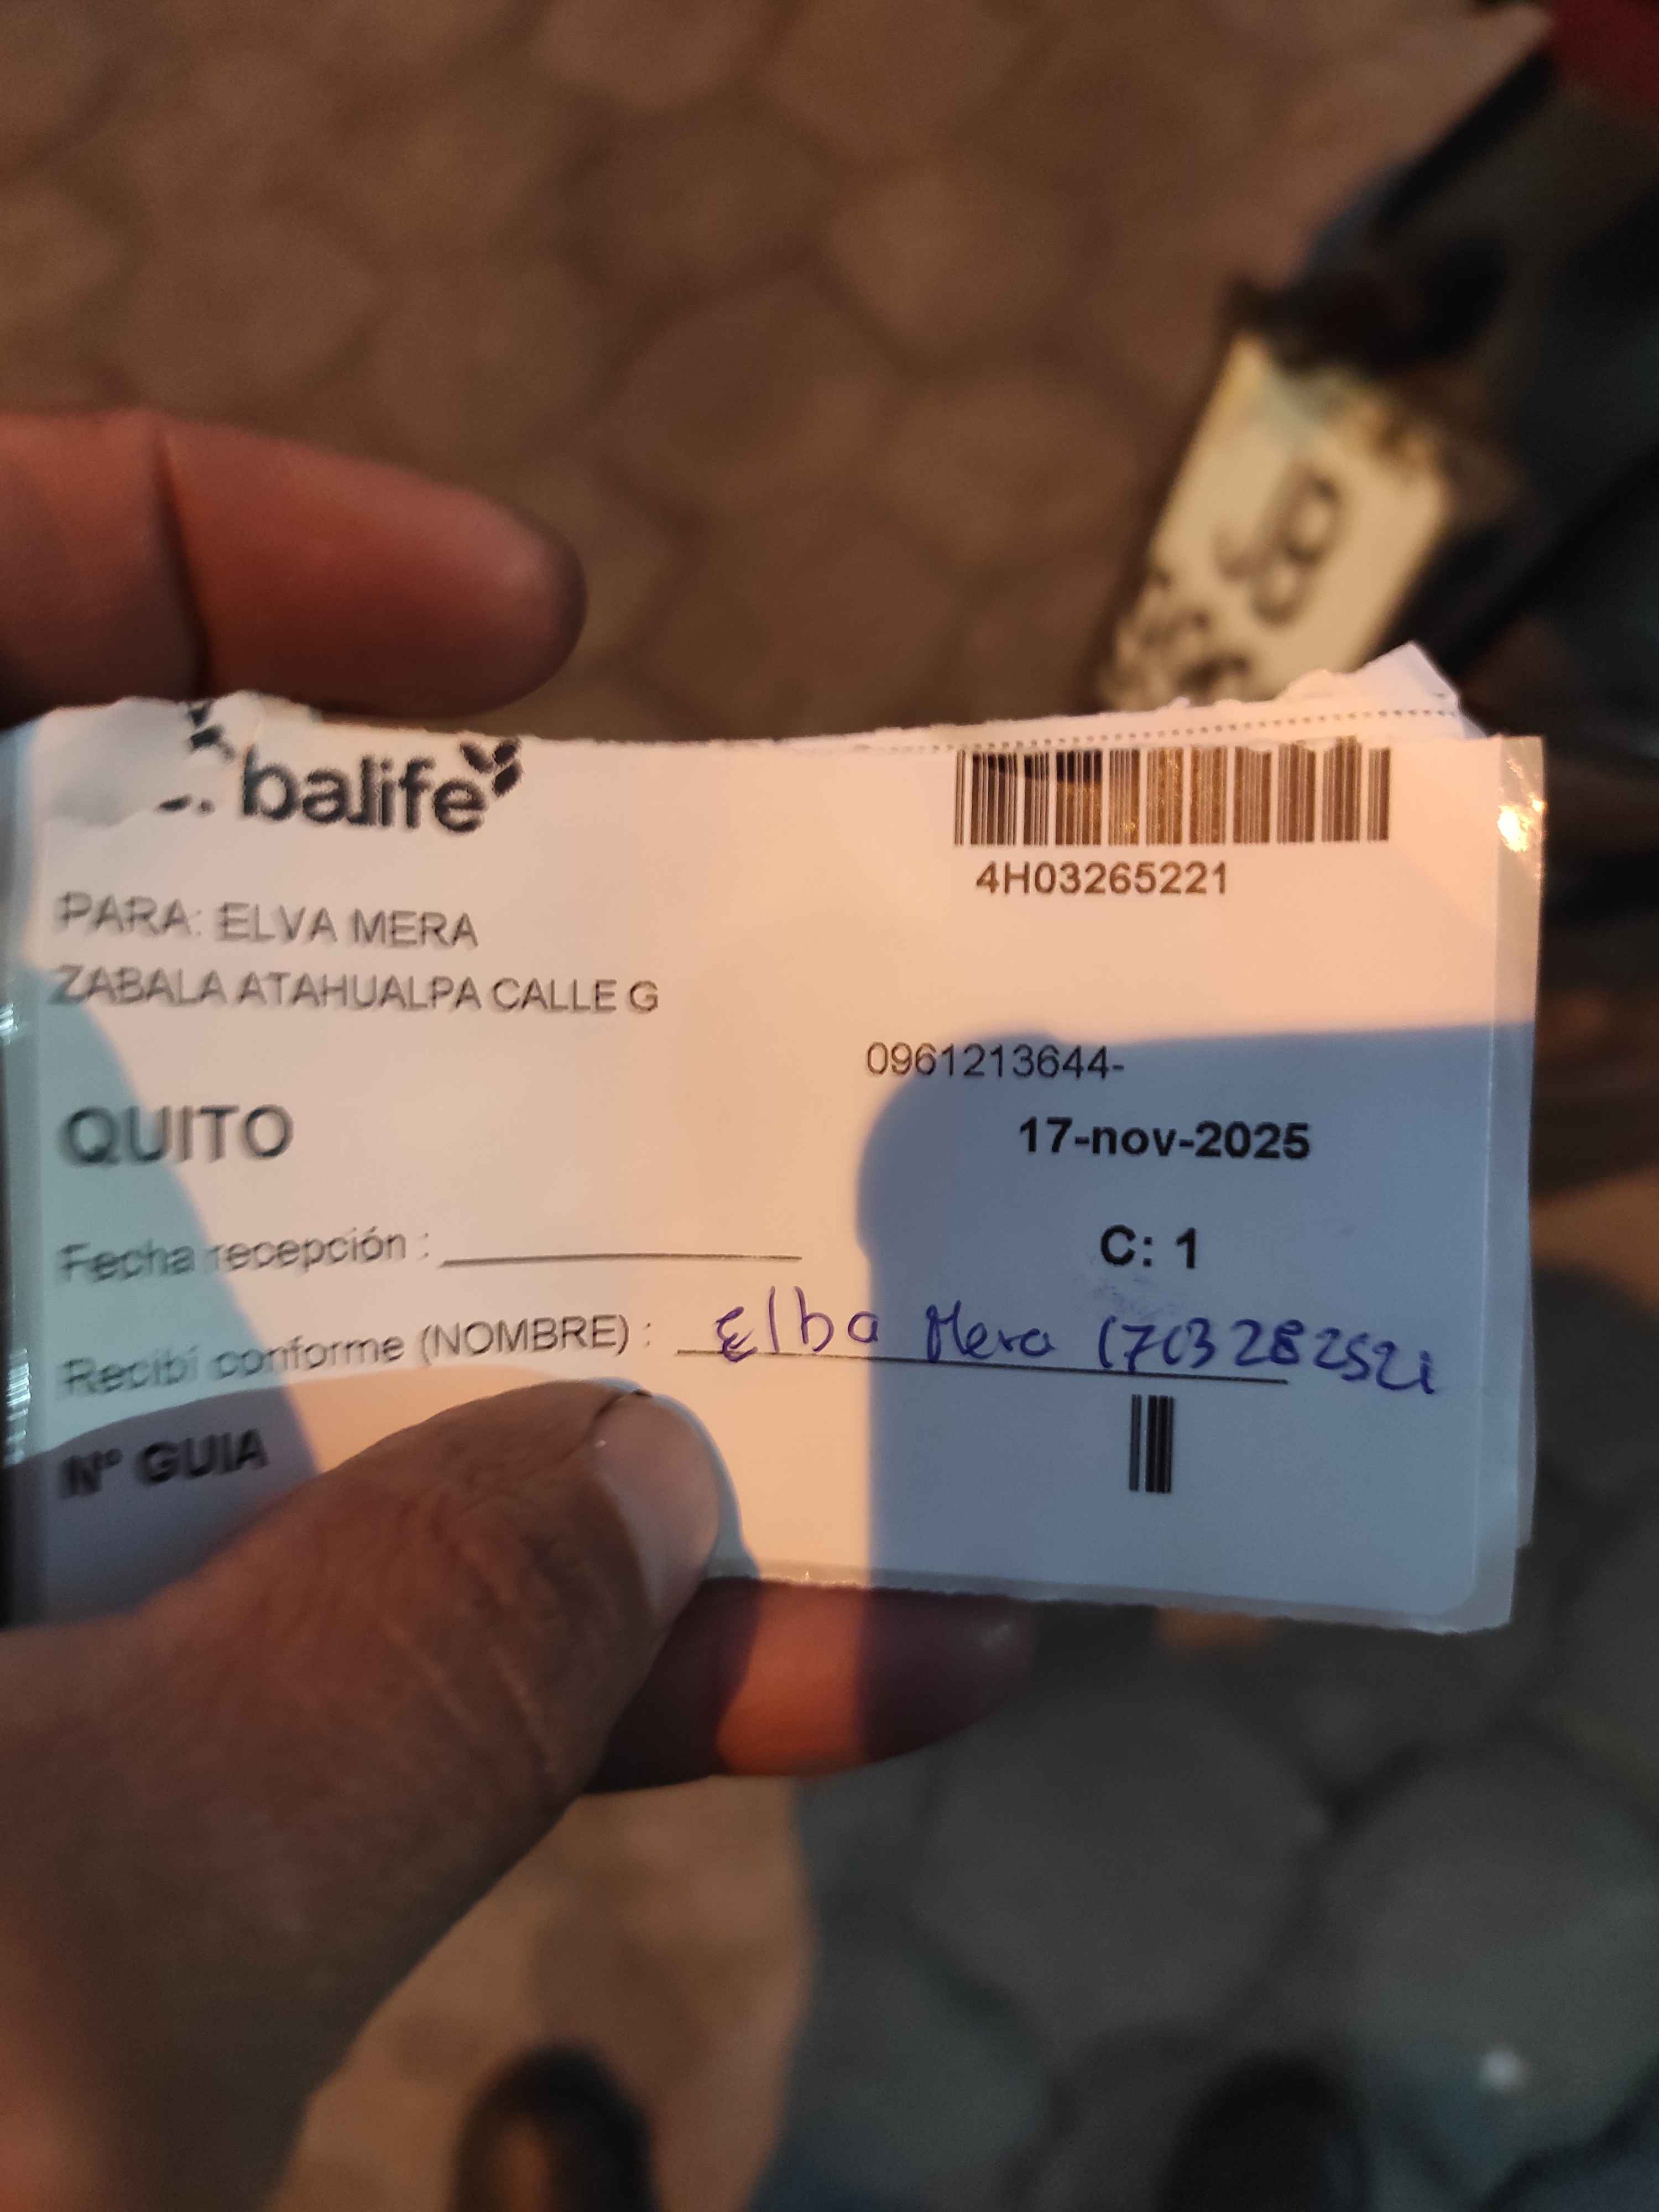 balife
4H03265221
PARA: ELVA MERA
ZABALA ATAHUALPA CALLE G
0961213644-
QUITO
17-nov-2025
Fecha recepción :
C: 1
Recibí conforme (NOMBRE) : Elba Mera 1703282521
N° GUIA